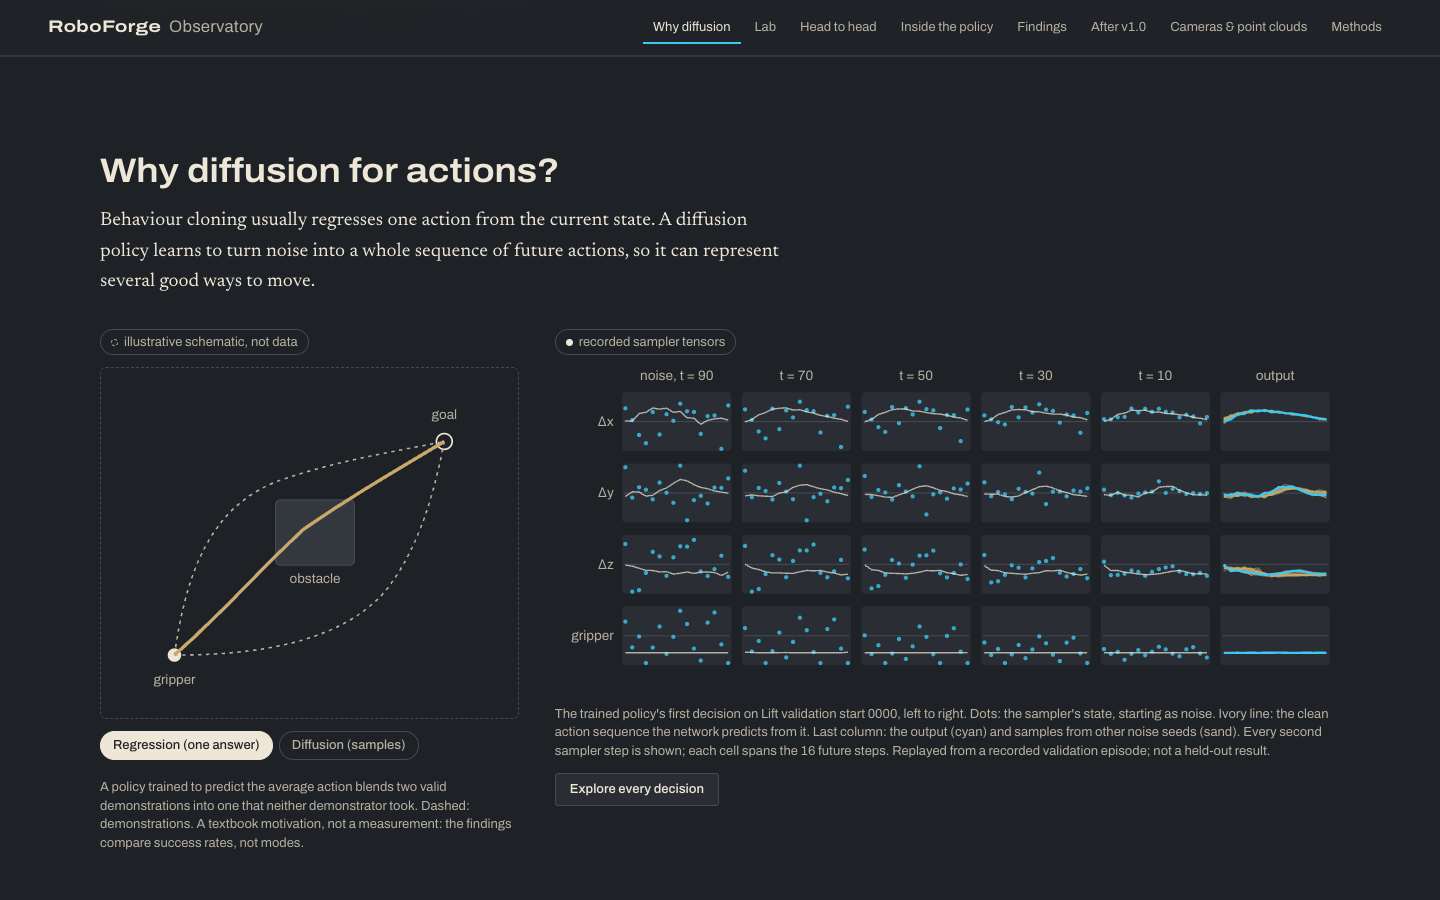 RoboForge Observatory
Why diffusion
Lab
Head to head
Inside the policy
Findings
After v1.0
Cameras & point clouds
Methods
Why diffusion for actions?
Behaviour cloning usually regresses one action from the current state. A diffusion
policy learns to turn noise into a whole sequence of future actions, so it can represent
several good ways to move.
illustrative schematic, not data
goal
obstacle
gripper
Regression (one answer)
Diffusion (samples)
A policy trained to predict the average action blends two valid
demonstrations into one that neither demonstrator took. Dashed:
demonstrations. A textbook motivation, not a measurement: the findings
compare success rates, not modes.
recorded sampler tensors
noise, t = 90
t = 70
t = 50
t = 30
t = 10
output
Δx
Δy
Δz
gripper
The trained policy's first decision on Lift validation start 0000, left to right. Dots: the sampler's state, starting as noise. Ivory line: the clean
action sequence the network predicts from it. Last column: the output (cyan) and samples from other noise seeds (sand). Every second
sampler step is shown; each cell spans the 16 future steps. Replayed from a recorded validation episode; not a held-out result.
Explore every decision